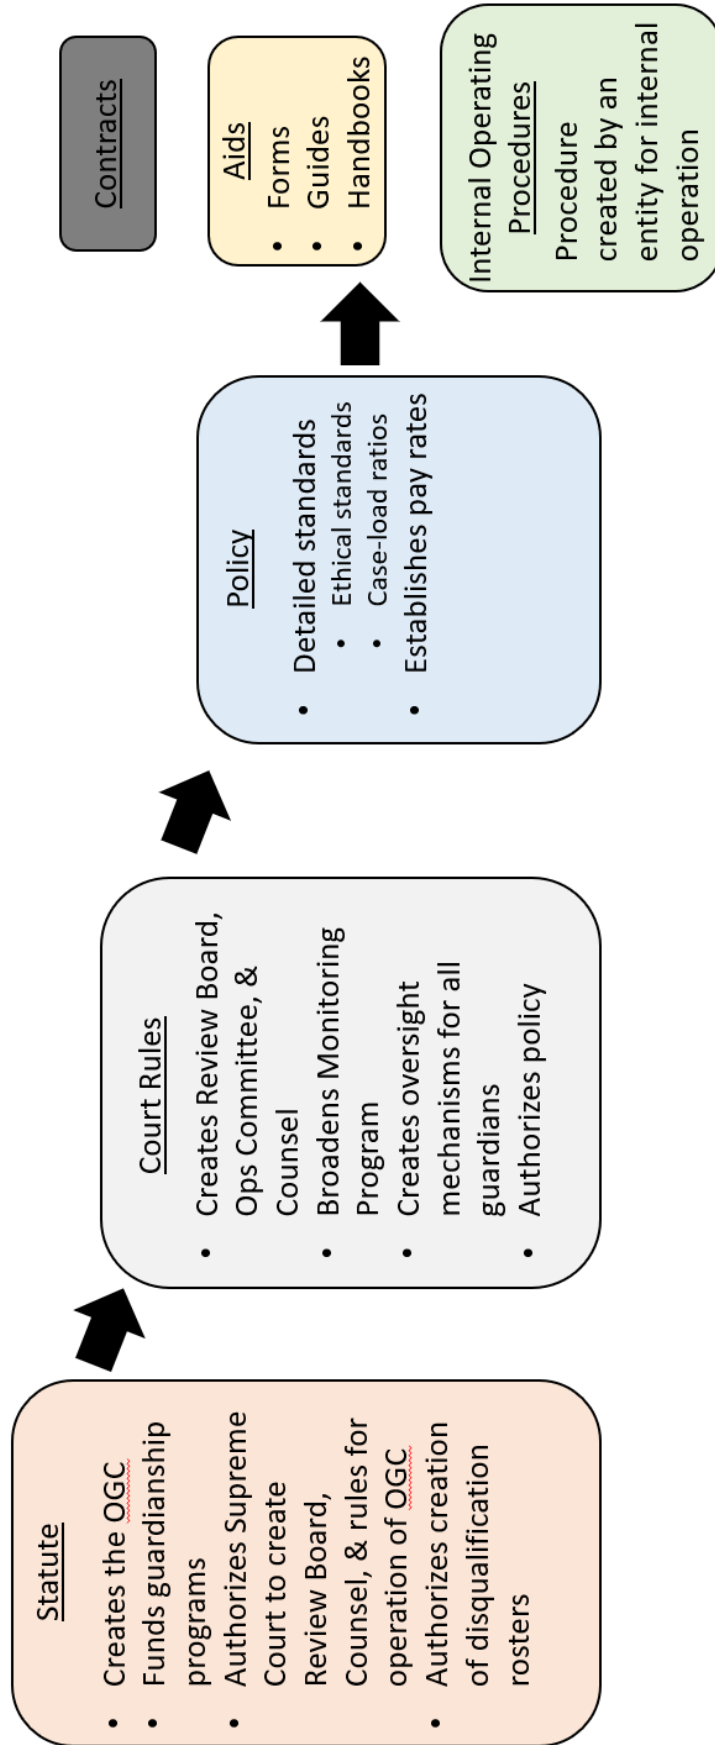 Statute
• Creates the OGC
• Funds guardianship
programs
• Authorizes Supreme
Court to create
Review Board,
Counsel, & rules for
operation of OGC
• Authorizes creation
of disqualification
rosters
Court Rules
• Creates Review Board,
Ops Committee, &
Counsel
• Broadens Monitoring
Program
• Creates oversight
mechanisms for all
guardians
• Authorizes policy
Policy
• Detailed standards
• Ethical standards
• Case-load ratios
• Establishes pay rates
Contracts
Aids
• Forms
• Guides
• Handbooks
Internal Operating
Procedures
Procedure
created by an
entity for internal
operation